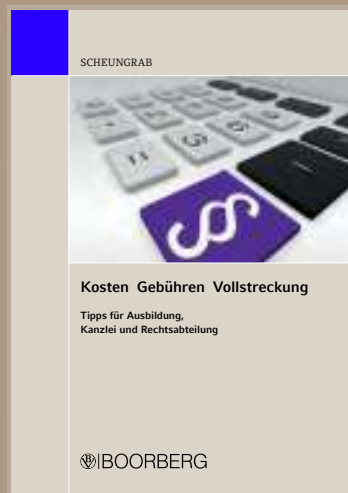 SCHEUNGRAB
§
Kosten Gebühren Vollstreckung
Tipps für Ausbildung,
Kanzlei und Rechtsabteilung
BOORBERG